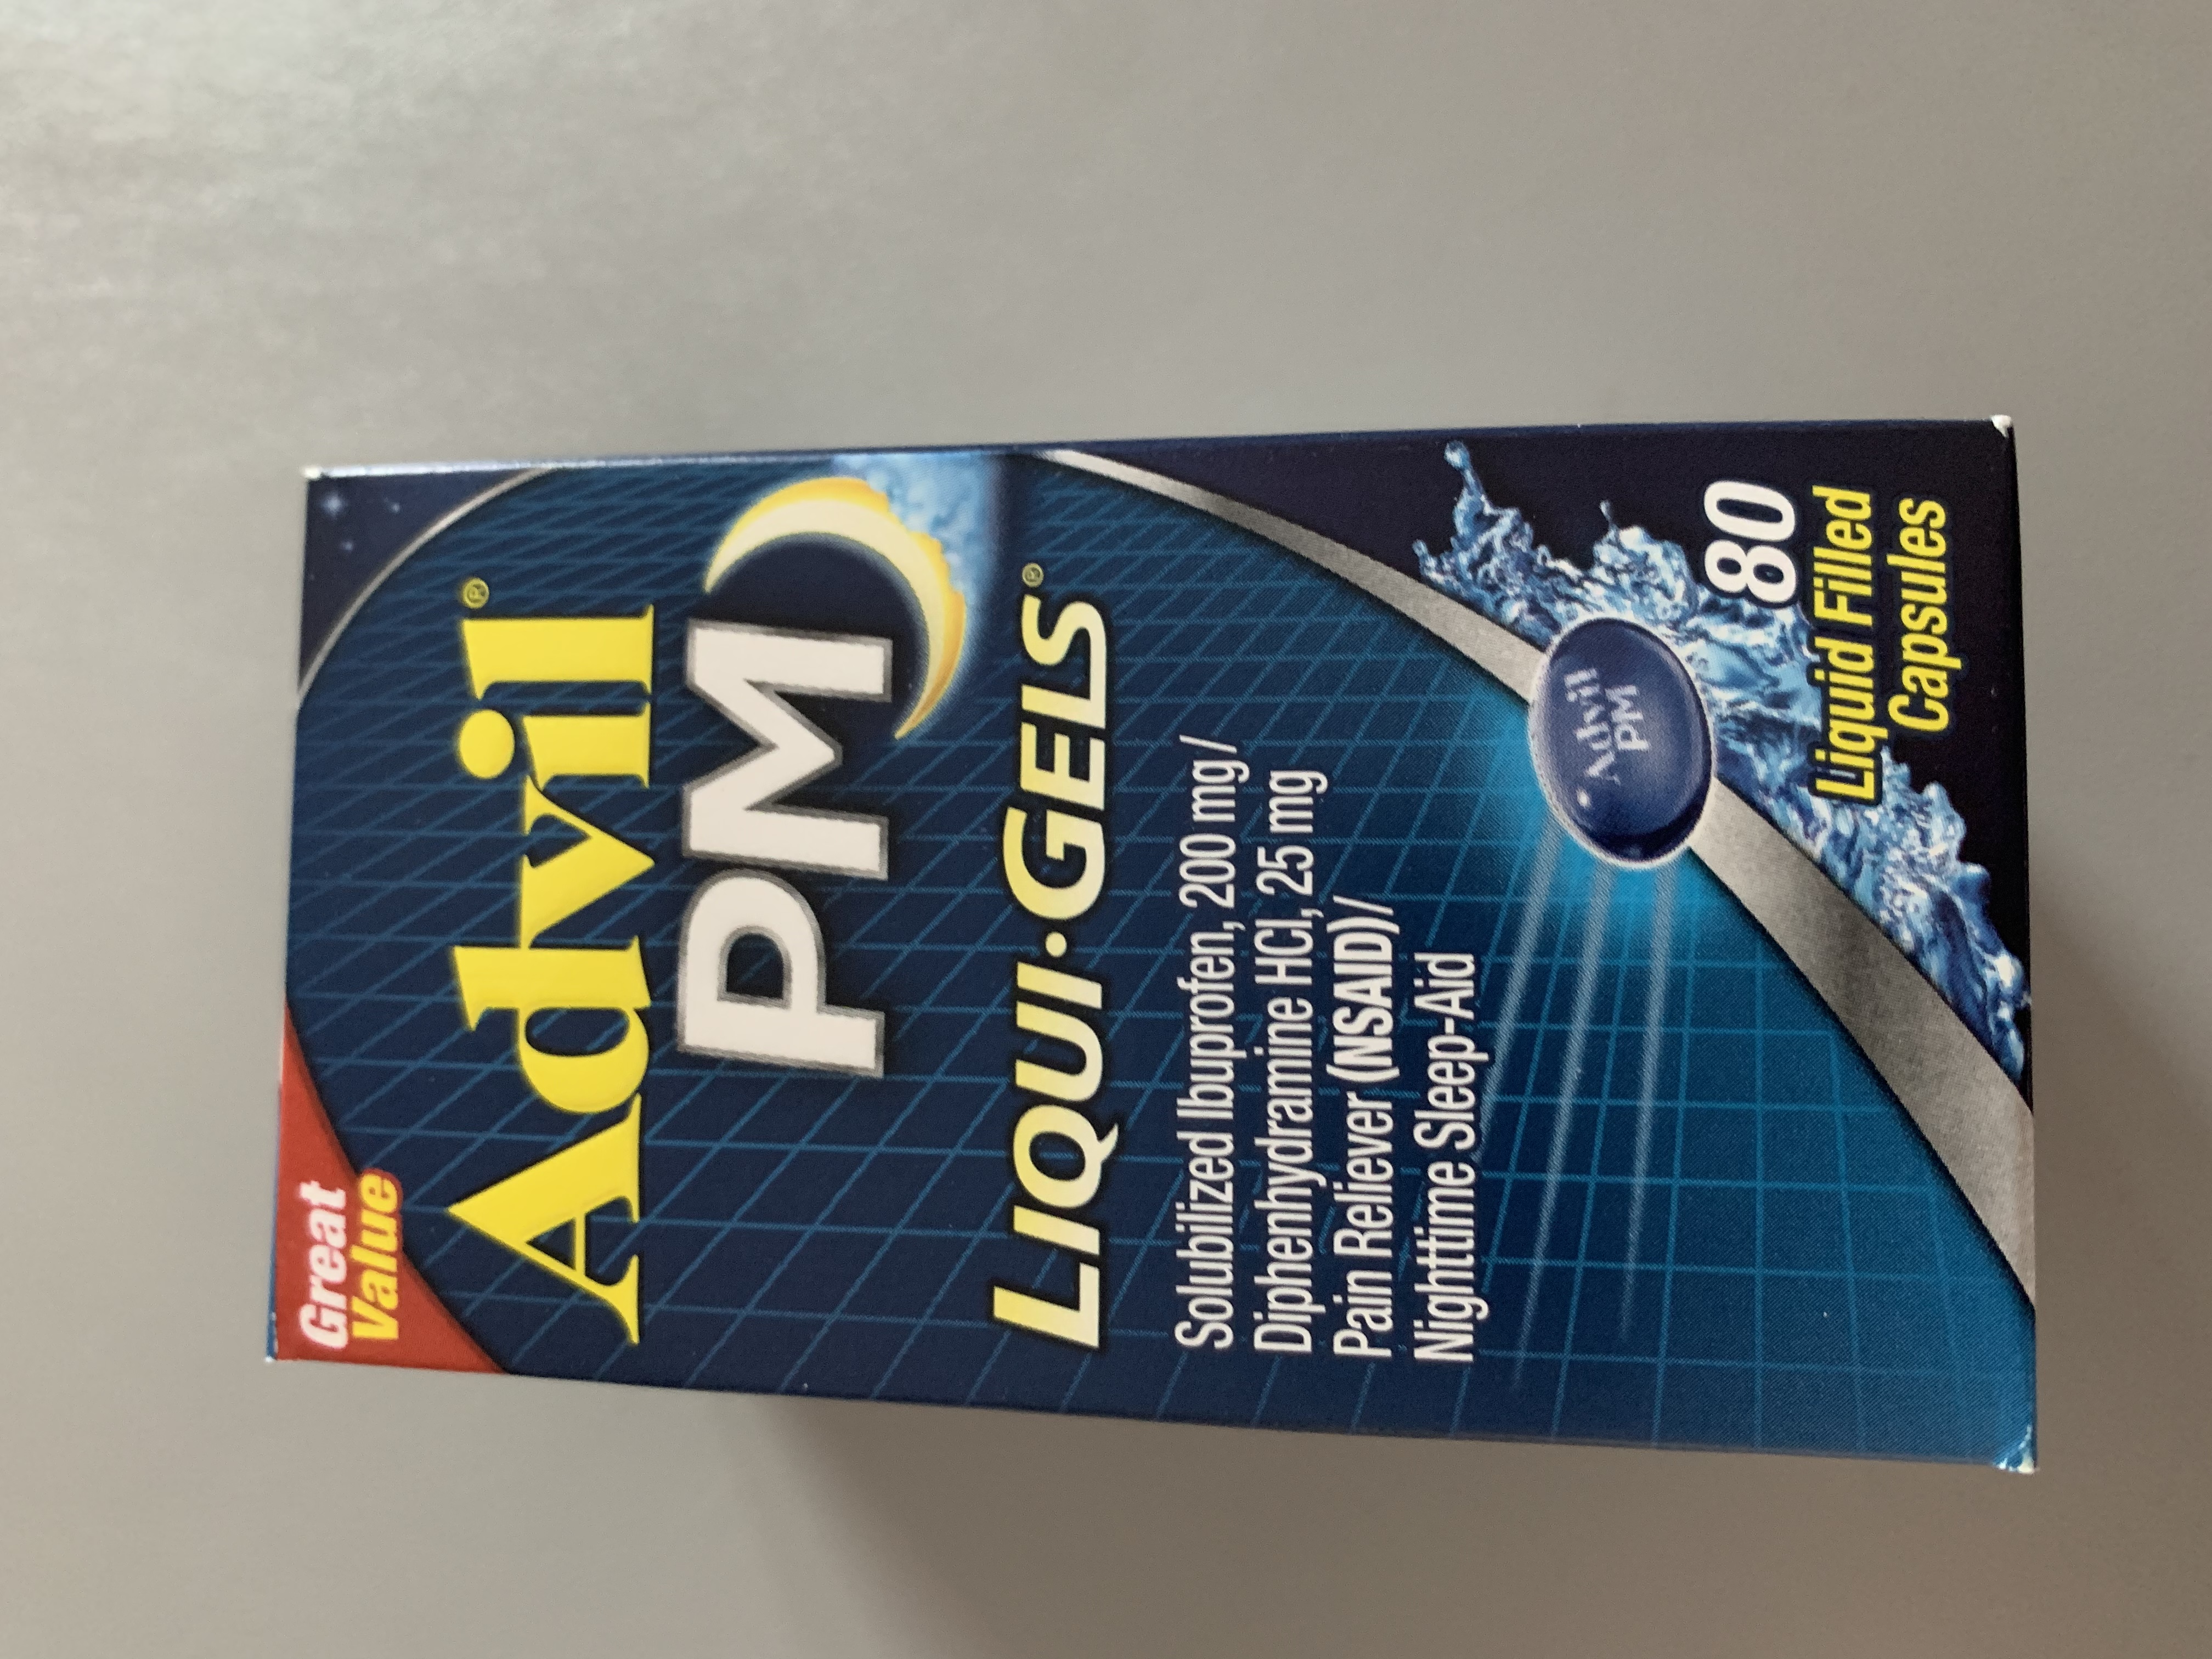 Great
Value
Advil®
PM
LIQUI·GELS®
Solubilized Ibuprofen, 200 mg/
Diphenhydramine HCl, 25 mg
Pain Reliever (NSAID)/
Nighttime Sleep-Aid
Advil
PM
80
Liquid Filled
Capsules